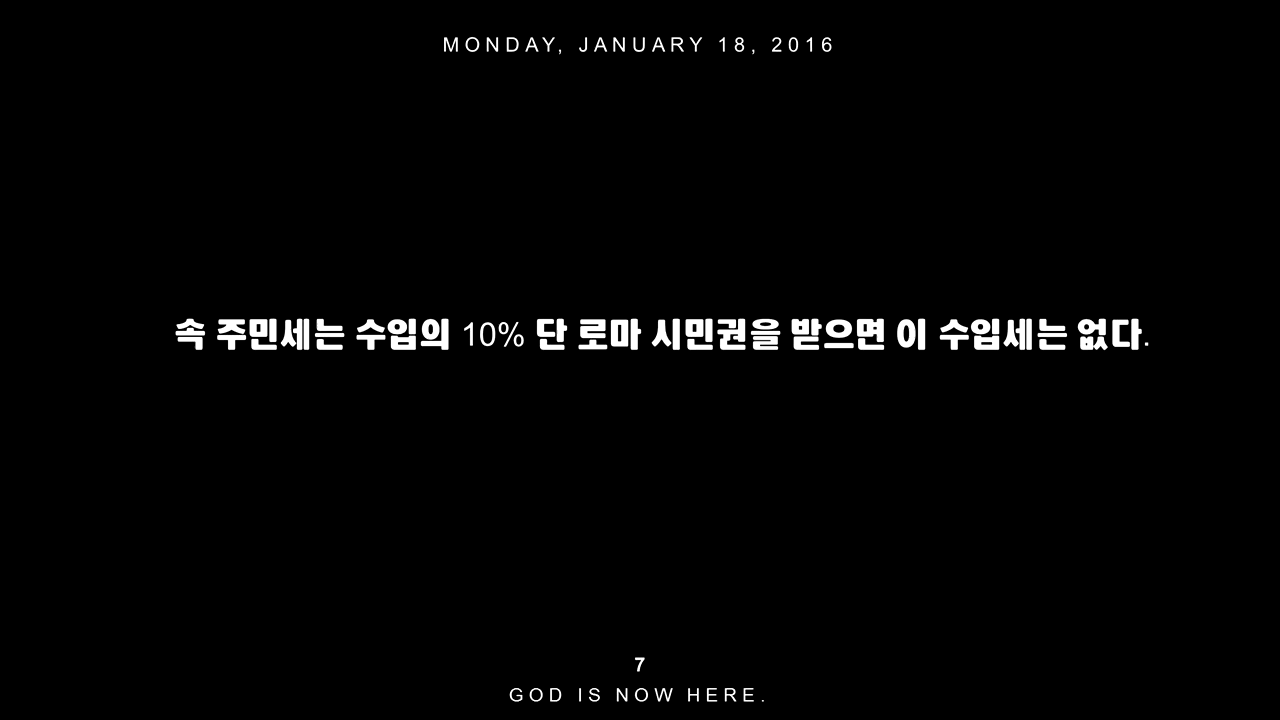 MONDAY, JANUARY 18, 2016
속 주민세는 수입의 10% 단 로마 시민권을 받으면 이 수입세는 없다.
7
GOD IS NOW HERE.